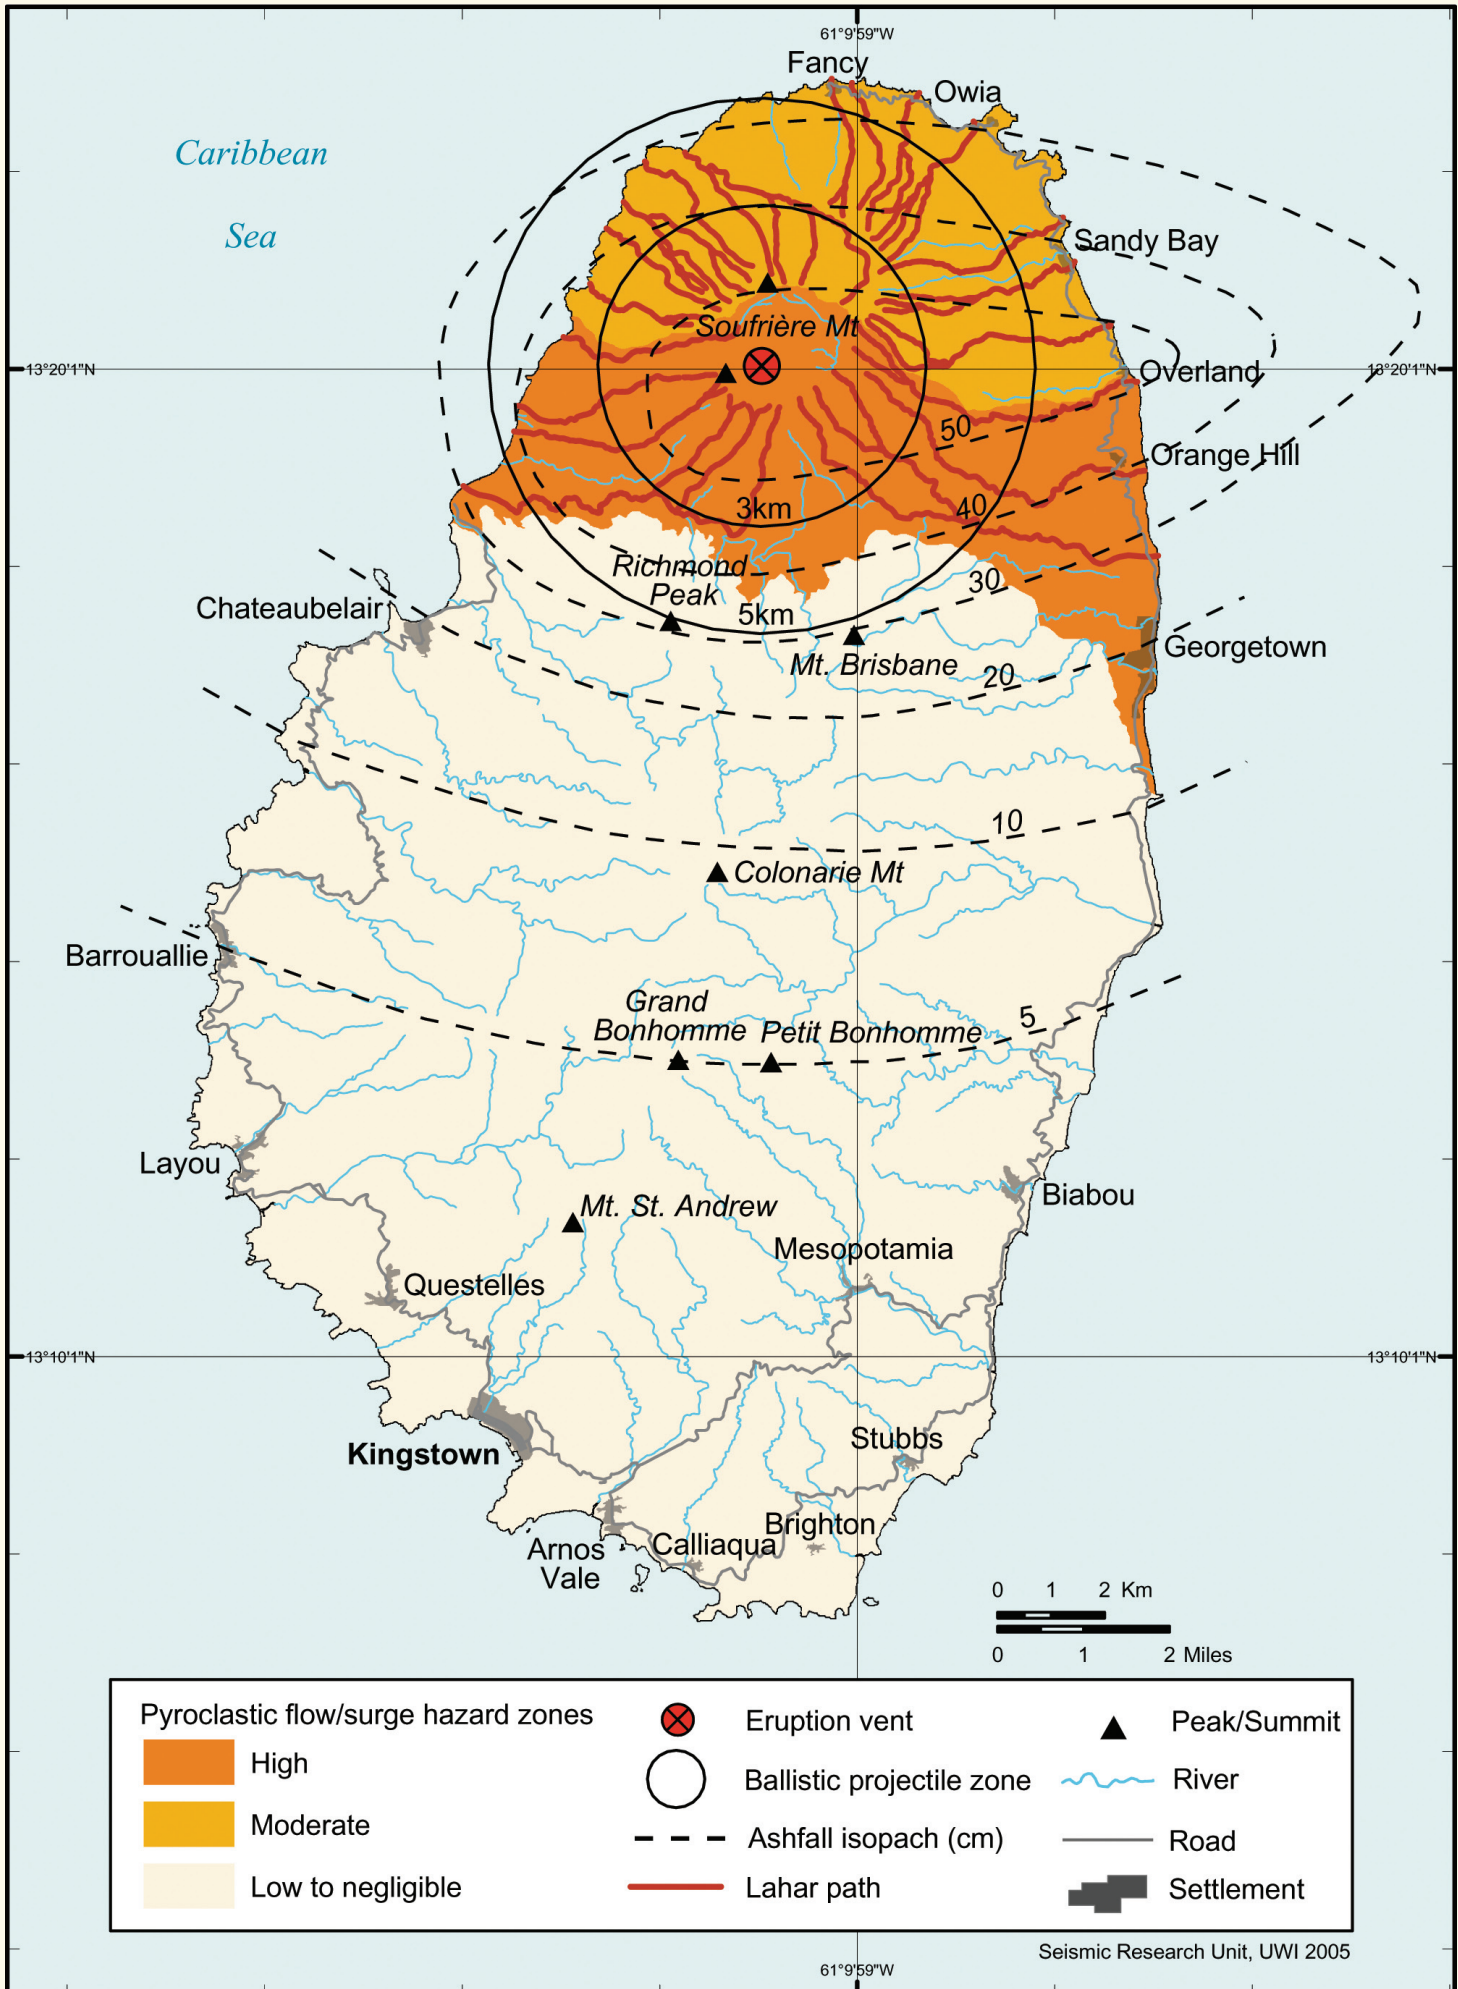 61°9'59"W
Fancy
Owia
Caribbean
Sea
Sandy Bay
Soufrière Mt
13°20'1"N
13°20'1"N
Overland
50
Orange Hill
3km
40
Richmond
Peak
30
5km
Chateaubelair
Georgetown
Mt. Brisbane
20
10
Colonarie Mt
Barrouallie
Grand
Bonhomme
Petit Bonhomme
5
Layou
Biabou
Mt. St. Andrew
Mesopotamia
Questelles
13°10'1"N
13°10'1"N
Kingstown
Stubbs
Brighton
Arnos
Vale
Calliaqua
0 1 2 Km
0 1 2 Miles
Pyroclastic flow/surge hazard zones
High
Moderate
Low to negligible
Eruption vent
Ballistic projectile zone
Ashfall isopach (cm)
Lahar path
Peak/Summit
River
Road
Settlement
Seismic Research Unit, UWI 2005
61°9'59"W